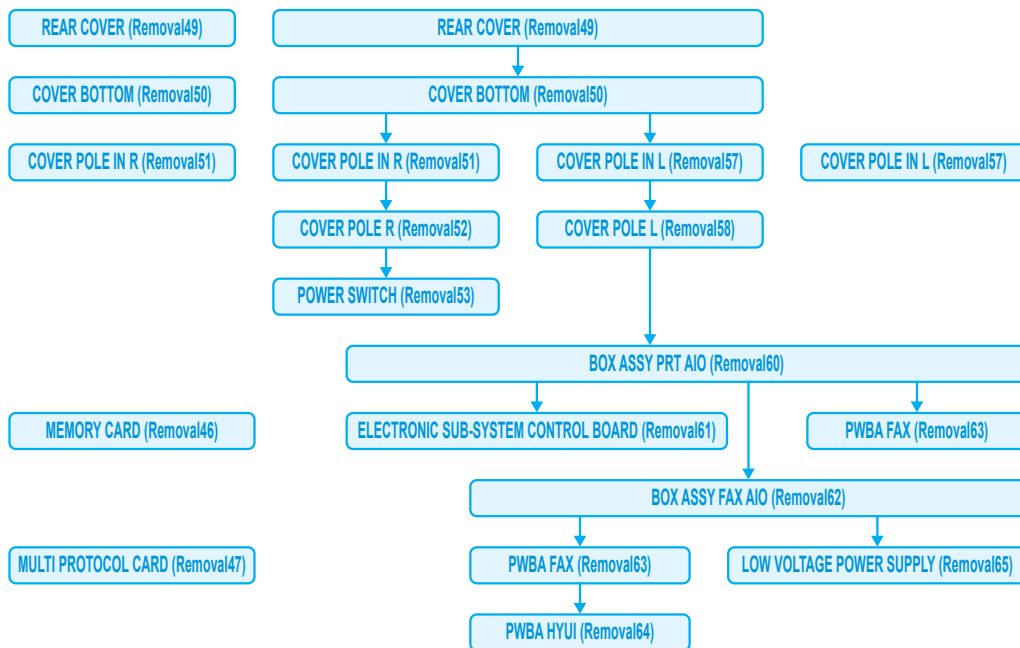 REAR COVER (Removal49)
REAR COVER (Removal49)
COVER BOTTOM (Removal50)
COVER BOTTOM (Removal50)
COVER POLE IN R (Removal51)
COVER POLE IN R (Removal51)
COVER POLE IN L (Removal57)
COVER POLE IN L (Removal57)
COVER POLE R (Removal52)
COVER POLE L (Removal58)
POWER SWITCH (Removal53)
BOX ASSY PRT AIO (Removal60)
MEMORY CARD (Removal46)
ELECTRONIC SUB-SYSTEM CONTROL BOARD (Removal61)
PWBA FAX (Removal63)
BOX ASSY FAX AIO (Removal62)
MULTI PROTOCOL CARD (Removal47)
PWBA FAX (Removal63)
LOW VOLTAGE POWER SUPPLY (Removal65)
PWBA HYUI (Removal64)